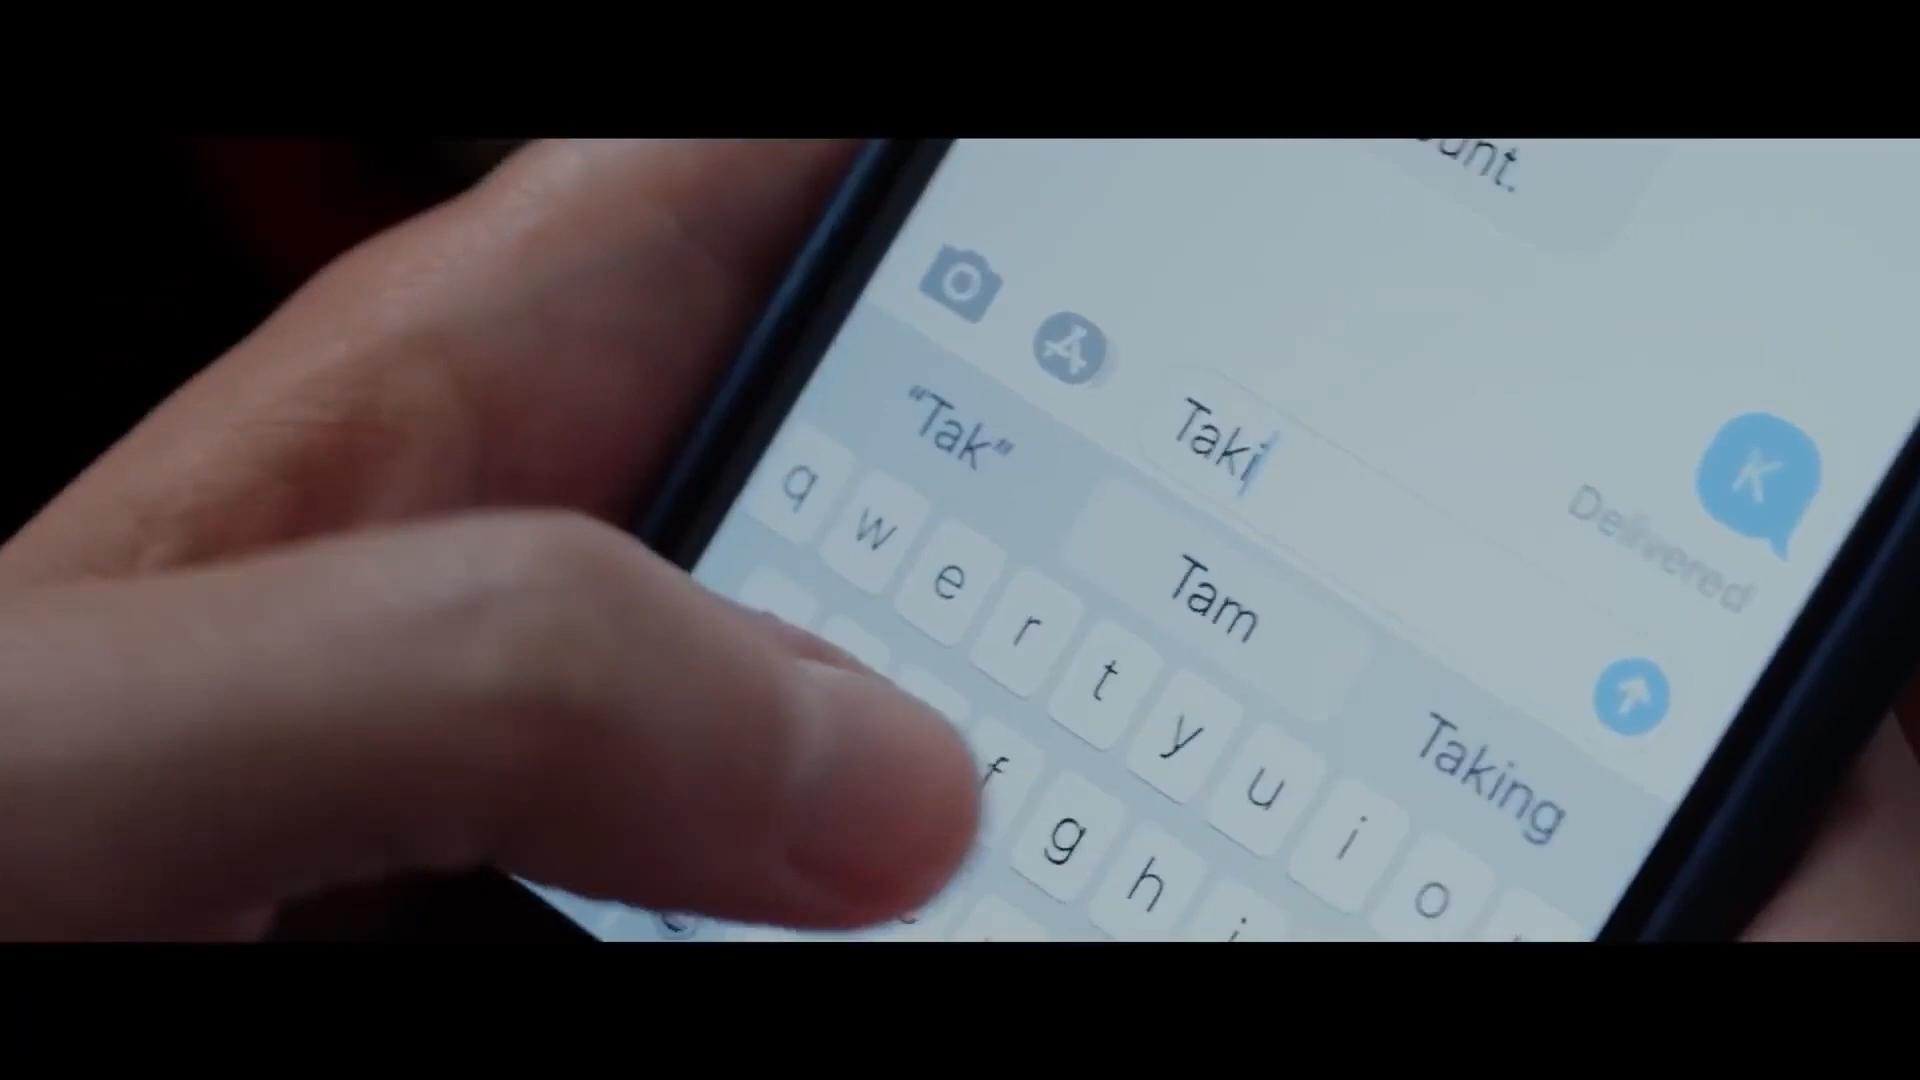 unt.
K
Delivered
Taki
“Tak”
Tam
Taking
q w e r t y u i o
f g h